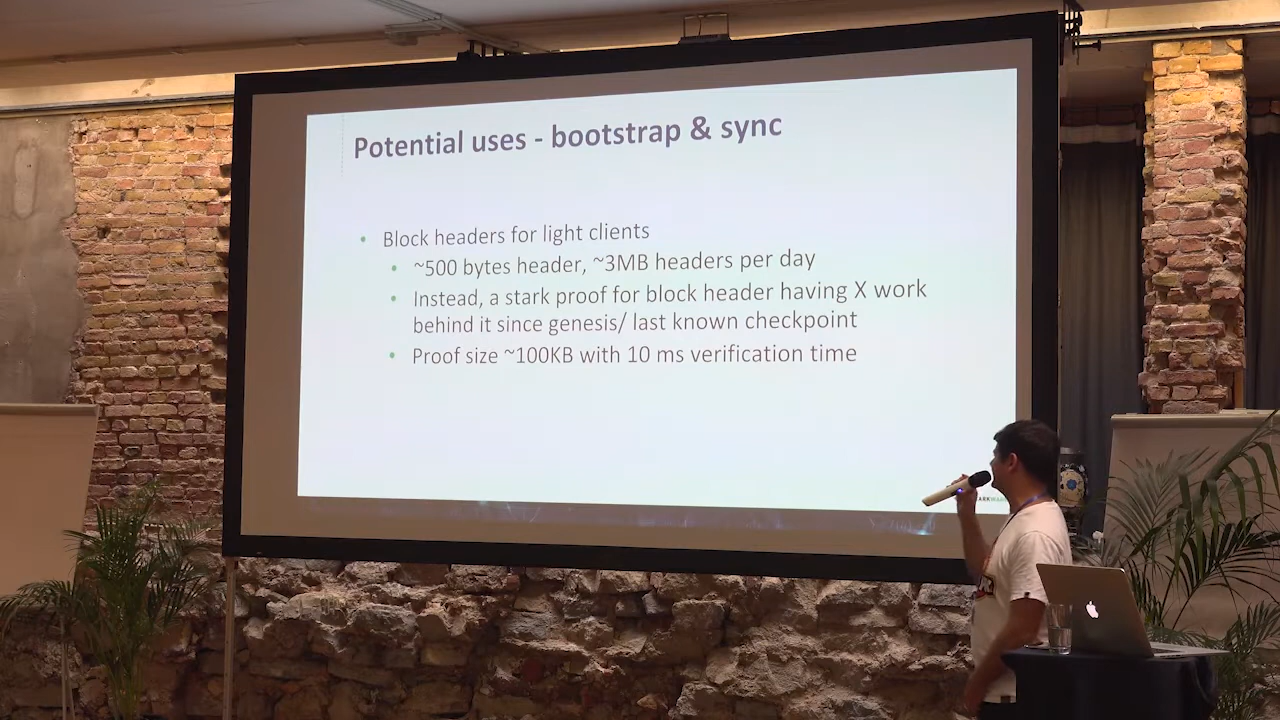 Potential uses - bootstrap & sync
• Block headers for light clients
• ~500 bytes header, ~3MB headers per day
• Instead, a stark proof for block header having X work
behind it since genesis/ last known checkpoint
• Proof size ~100KB with 10 ms verification time